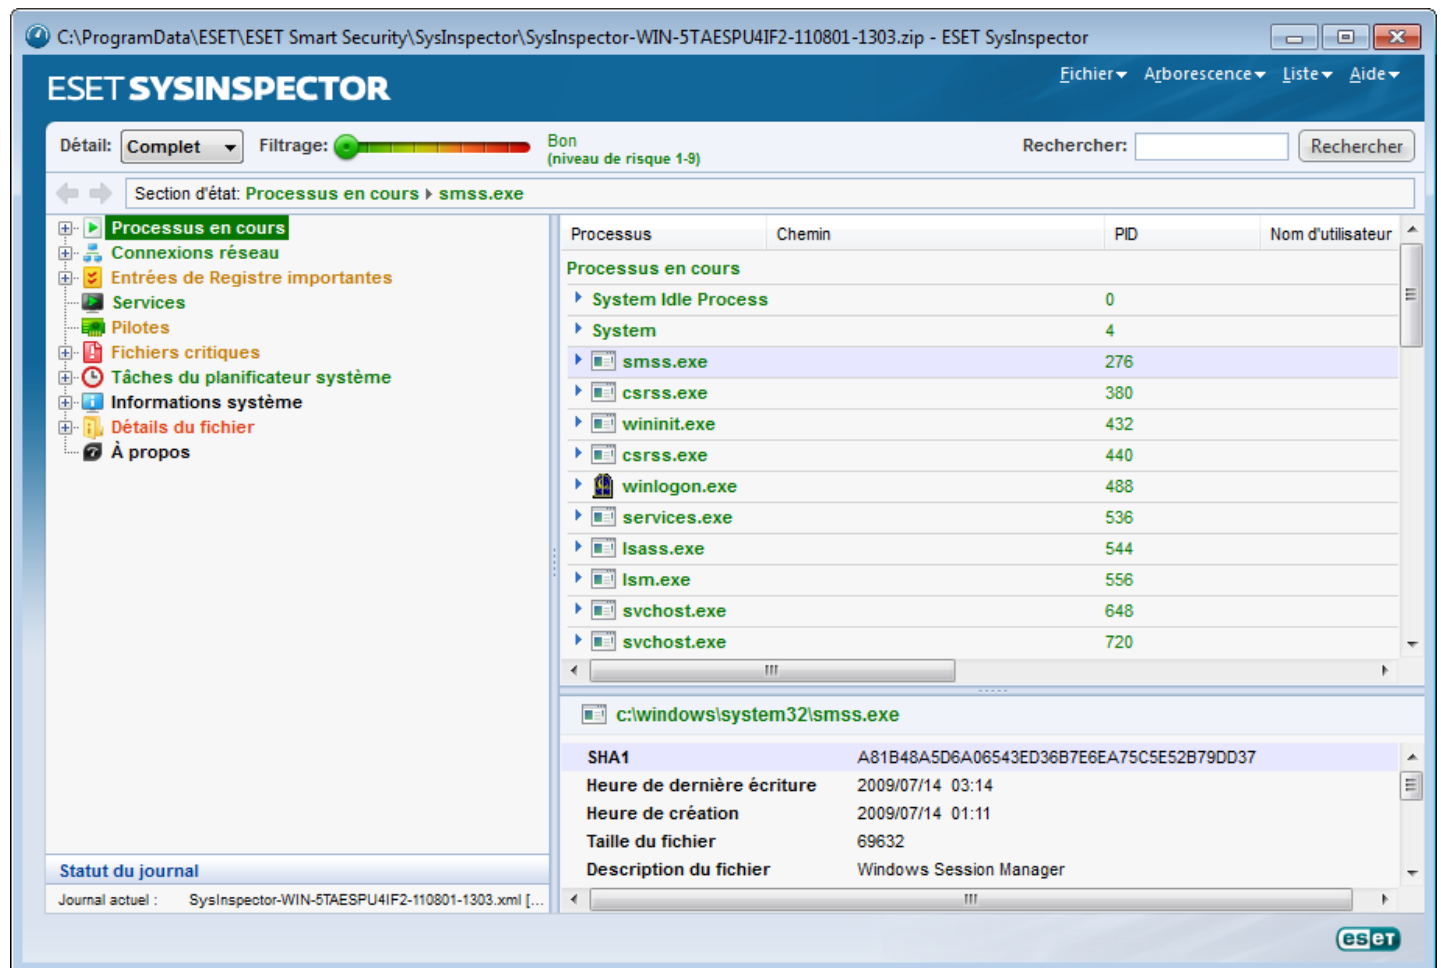 C:\ProgramData\ESET\ESET Smart Security\SysInspector\SysInspector-WIN-5TAESPU4IF2-110801-1303.zip - ESET SysInspector
ESET SYSINSPECTOR
Fichier Arborescence Liste Aide
Détail: Complet Filtrage: Bon
(niveau de risque 1-9)
Rechercher: Rechercher
Section d'état: Processus en cours smss.exe
Processus en cours
Connexions réseau
Entrées de Registre importantes
Services
Pilotes
Fichiers critiques
Tâches du planificateur système
Informations système
Détails du fichier
À propos
Statut du journal
Journal actuel : SysInspector-WIN-5TAESPU4IF2-110801-1303.xml [...
Processus Chemin PID Nom d'utilisateur
Processus en cours
System Idle Process 0
System 4
smss.exe 276
csrss.exe 380
wininit.exe 432
csrss.exe 440
winlogon.exe 488
services.exe 536
lsass.exe 544
lsm.exe 556
svchost.exe 648
svchost.exe 720
c:\windows\system32\smss.exe
SHA1 A81B48A5D6A06543ED36B7E6EA75C5E52B79DD37
Heure de dernière écriture 2009/07/14 03:14
Heure de création 2009/07/14 01:11
Taille du fichier 69632
Description du fichier Windows Session Manager
eseT